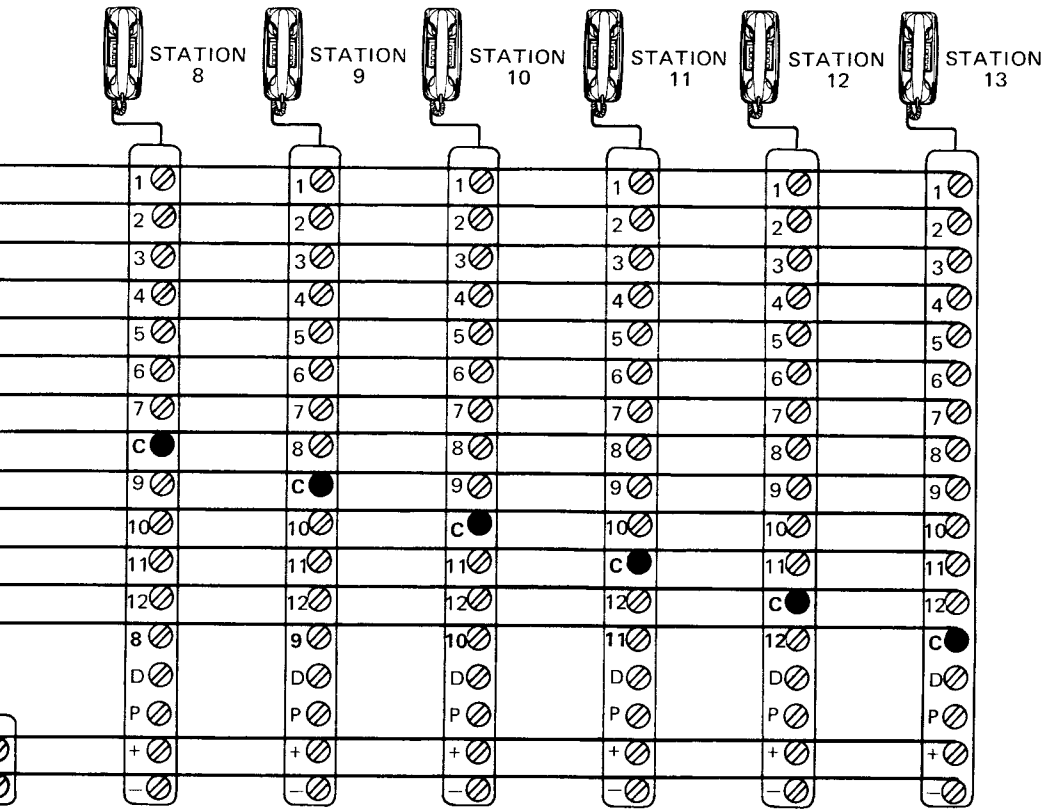 STATION 8 STATION 9 STATION 10 STATION 11 STATION 12 STATION 13
1 1 1 1 1 1
2 2 2 2 2 2
3 3 3 3 3 3
4 4 4 4 4 4
5 5 5 5 5 5
6 6 6 6 6 6
7 7 7 7 7 7
C 8 8 8 8 8
9 C 9 9 9 9
10 10 C 10 10 10
11 11 11 C 11 11
12 12 12 12 C 12
8 9 10 11 12 C
D D D D D D
P P P P P P
+ + + + + +
− − − − − −